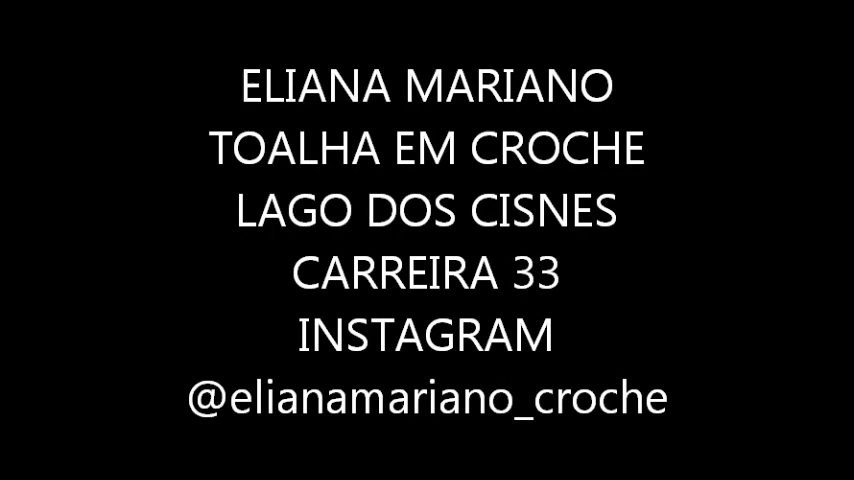 ELIANA MARIANO
TOALHA EM CROCHE
LAGO DOS CISNES
CARREIRA 33
INSTAGRAM
@elianamariano_croche